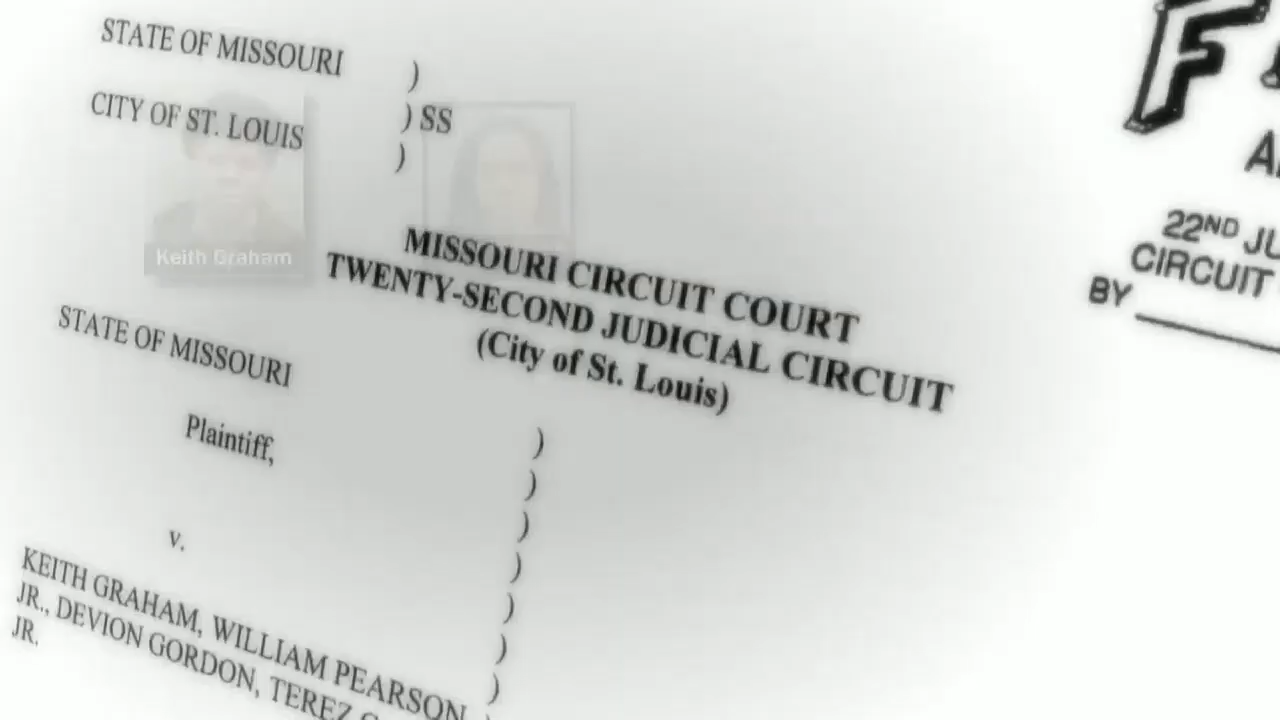 STATE OF MISSOURI )
CITY OF ST. LOUIS ) SS
)
Keith Graham
MISSOURI CIRCUIT COURT
TWENTY-SECOND JUDICIAL CIRCUIT
(City of St. Louis)
22ND
CIRCUIT
BY
STATE OF MISSOURI
Plaintiff, )
)
)
v. )
)
)
)
KEITH GRAHAM, WILLIAM PEARSON
JR., DEVION GORDON, TEREZ
JR.